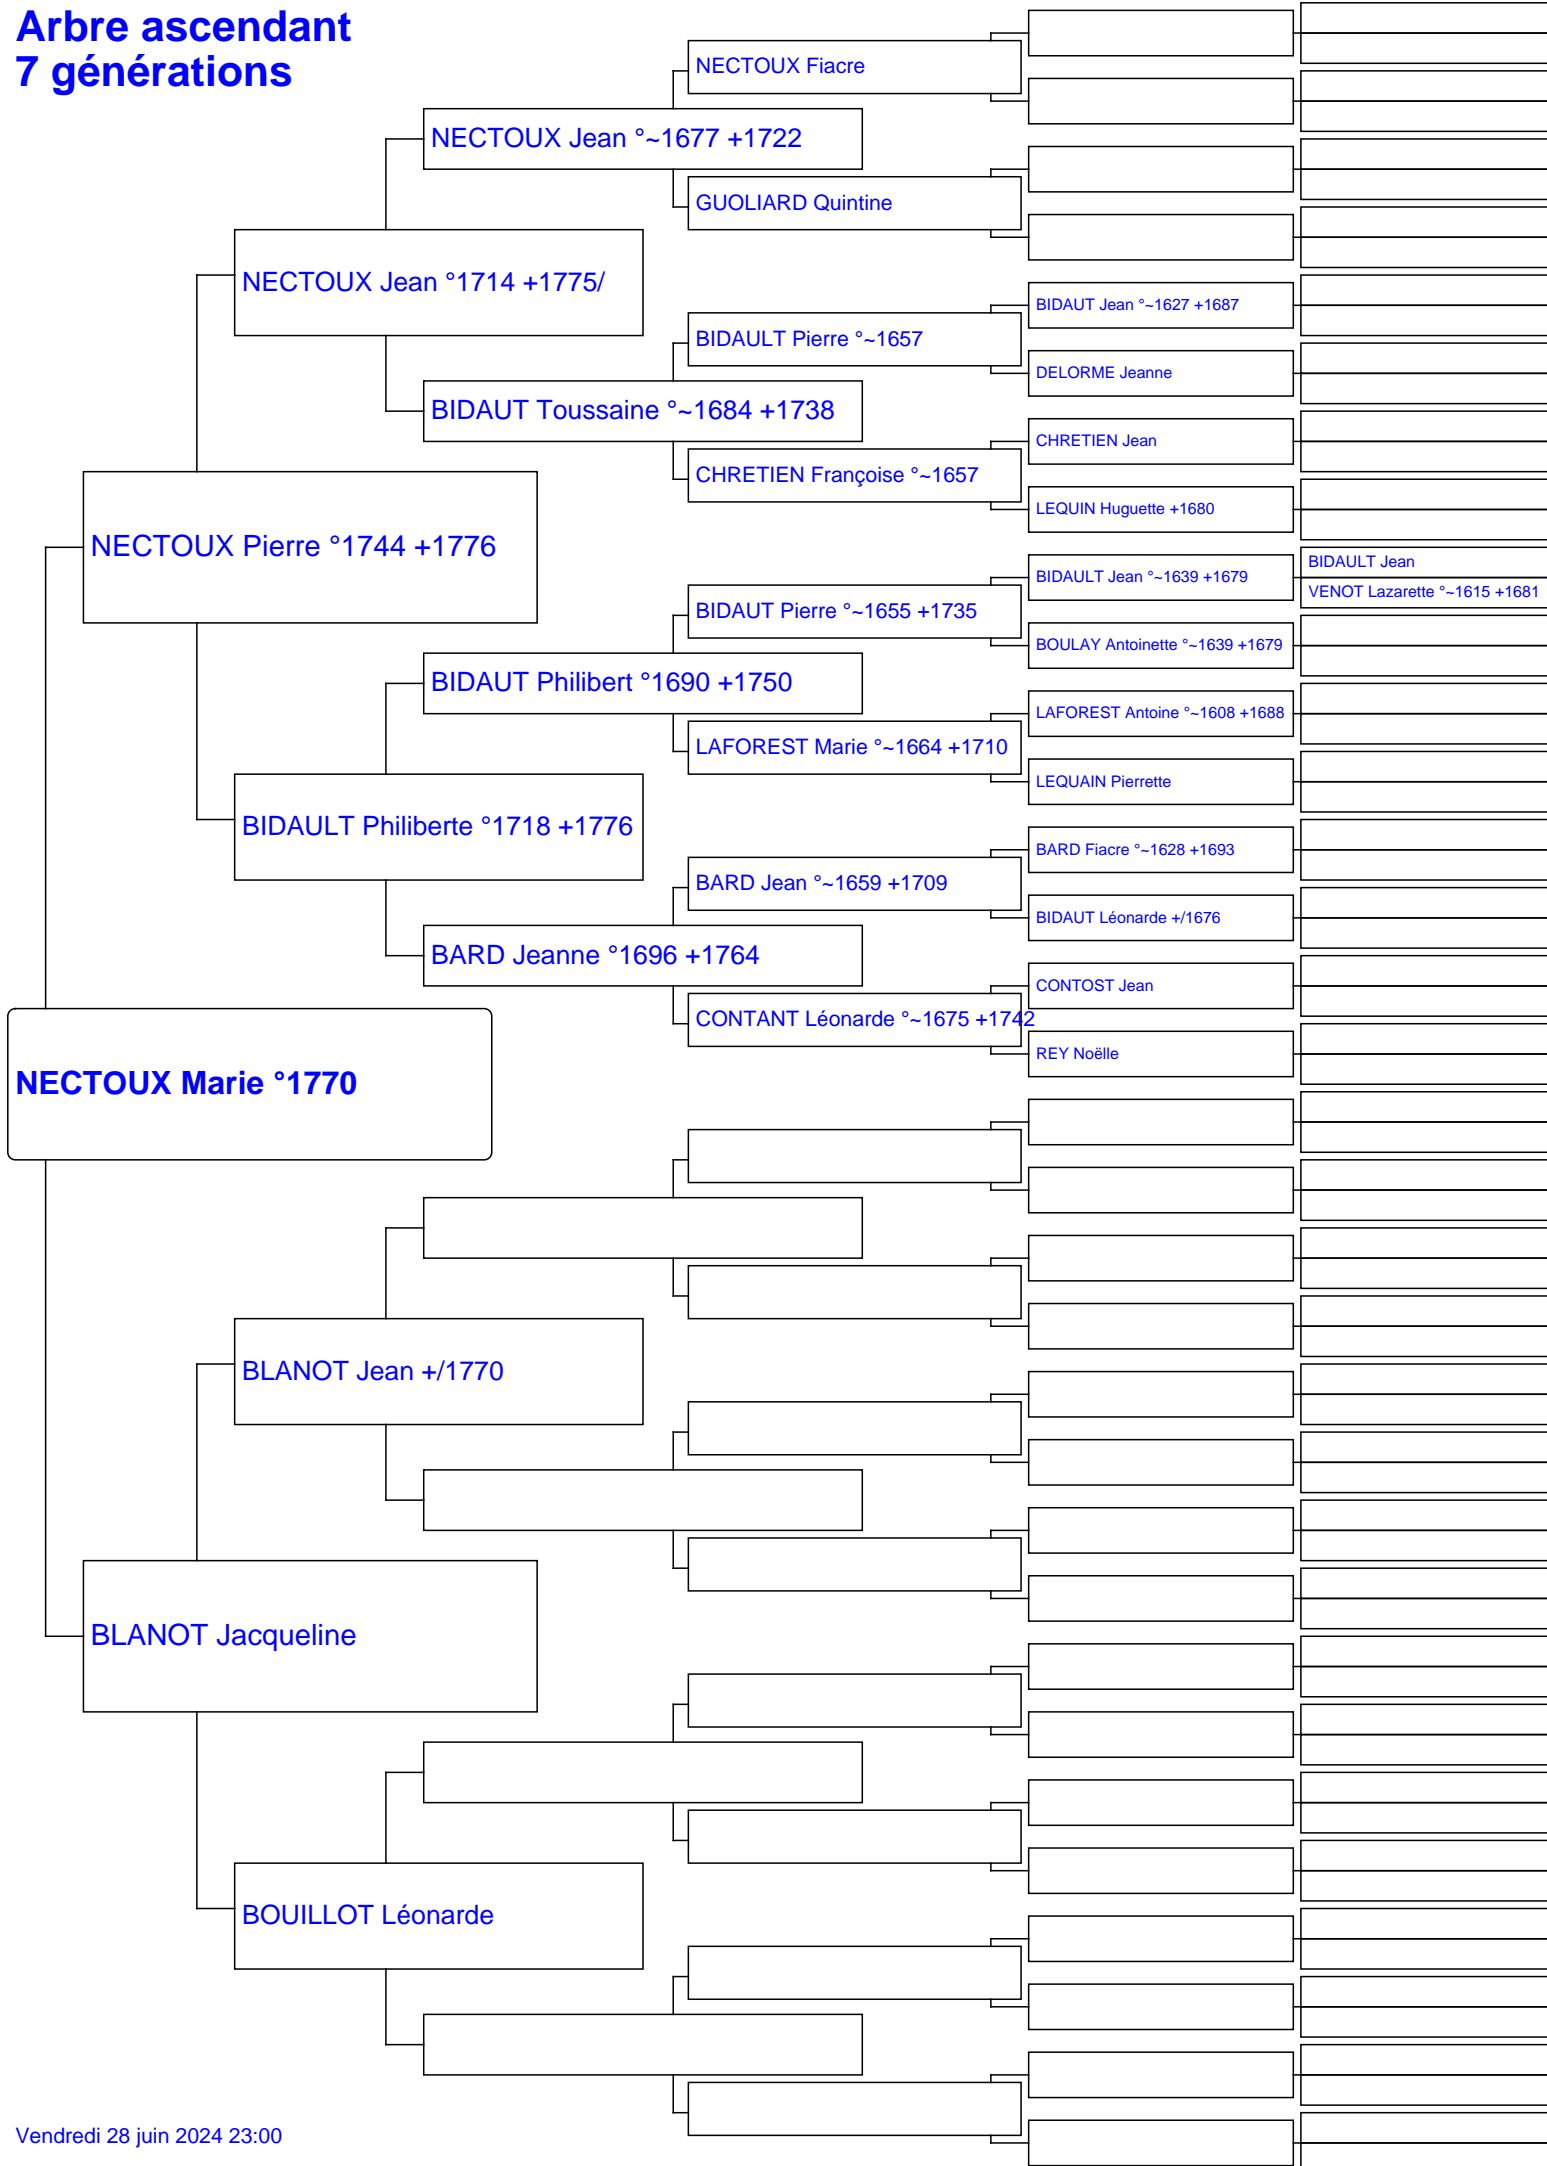 Arbre ascendant
7 générations
NECTOUX Fiacre
NECTOUX Jean °~1677 +1722
GUOLIARD Quintine
NECTOUX Jean °1714 +1775/
BIDAUT Jean °~1627 +1687
BIDAULT Pierre °~1657
DELORME Jeanne
BIDAUT Toussaine °~1684 +1738
CHRETIEN Jean
CHRETIEN Françoise °~1657
LEQUIN Huguette +1680
NECTOUX Pierre °1744 +1776
BIDAULT Jean
BIDAULT Jean °~1639 +1679
VENOT Lazarette °~1615 +1681
BIDAUT Pierre °~1655 +1735
BOULAY Antoinette °~1639 +1679
BIDAUT Philibert °1690 +1750
LAFOREST Antoine °~1608 +1688
LAFOREST Marie °~1664 +1710
LEQUAIN Pierrette
BIDAULT Philiberte °1718 +1776
BARD Fiacre °~1628 +1693
BARD Jean °~1659 +1709
BIDAUT Léonarde +/1676
BARD Jeanne °1696 +1764
CONTOST Jean
CONTANT Léonarde °~1675 +1742
REY Noëlle
NECTOUX Marie °1770
BLANOT Jean +/1770
BLANOT Jacqueline
BOUILLOT Léonarde
Vendredi 28 juin 2024 23:00